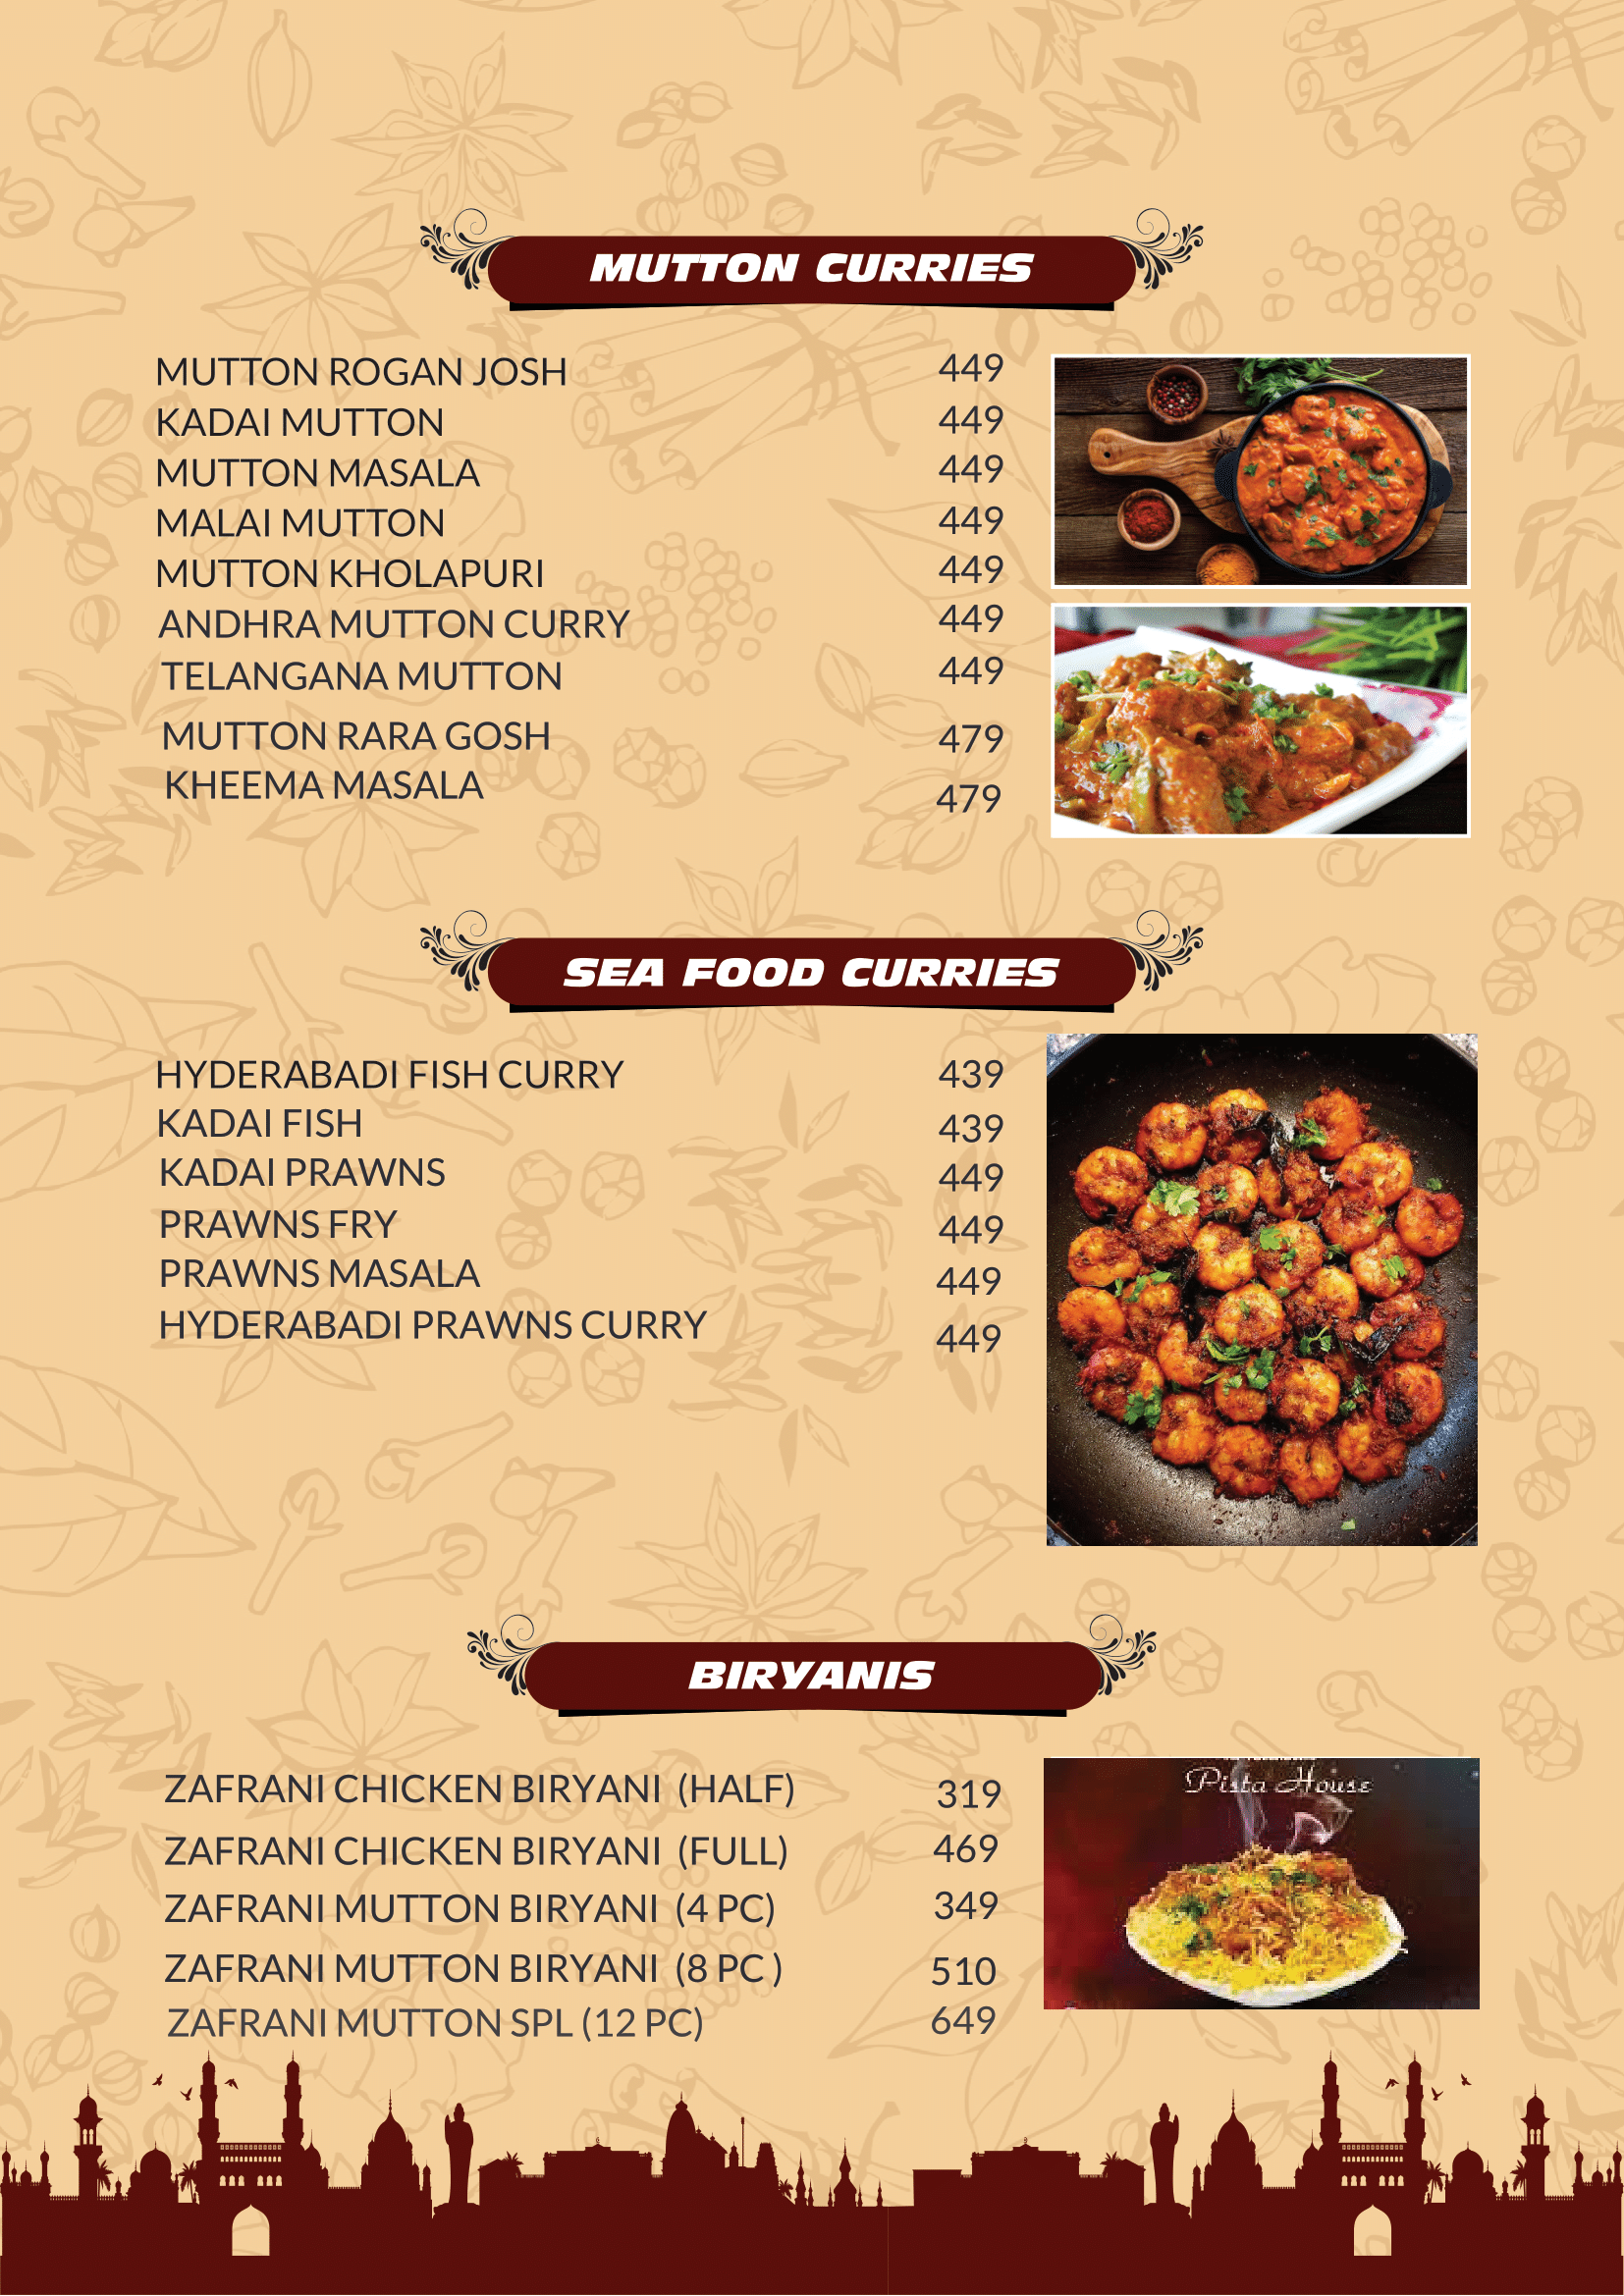 MUTTON CURRIES
MUTTON ROGAN JOSH 449
KADAI MUTTON 449
MUTTON MASALA 449
MALAI MUTTON 449
MUTTON KHOLAPURI 449
ANDHRA MUTTON CURRY 449
TELANGANA MUTTON 449
MUTTON RARA GOSH 479
KHEEMA MASALA 479
SEA FOOD CURRIES
HYDERABADI FISH CURRY 439
KADAI FISH 439
KADAI PRAWNS 449
PRAWNS FRY 449
PRAWNS MASALA 449
HYDERABADI PRAWNS CURRY 449
BIRYANIS
Pista House
ZAFRANI CHICKEN BIRYANI (HALF) 319
ZAFRANI CHICKEN BIRYANI (FULL) 469
ZAFRANI MUTTON BIRYANI (4 PC) 349
ZAFRANI MUTTON BIRYANI (8 PC ) 510
ZAFRANI MUTTON SPL (12 PC) 649